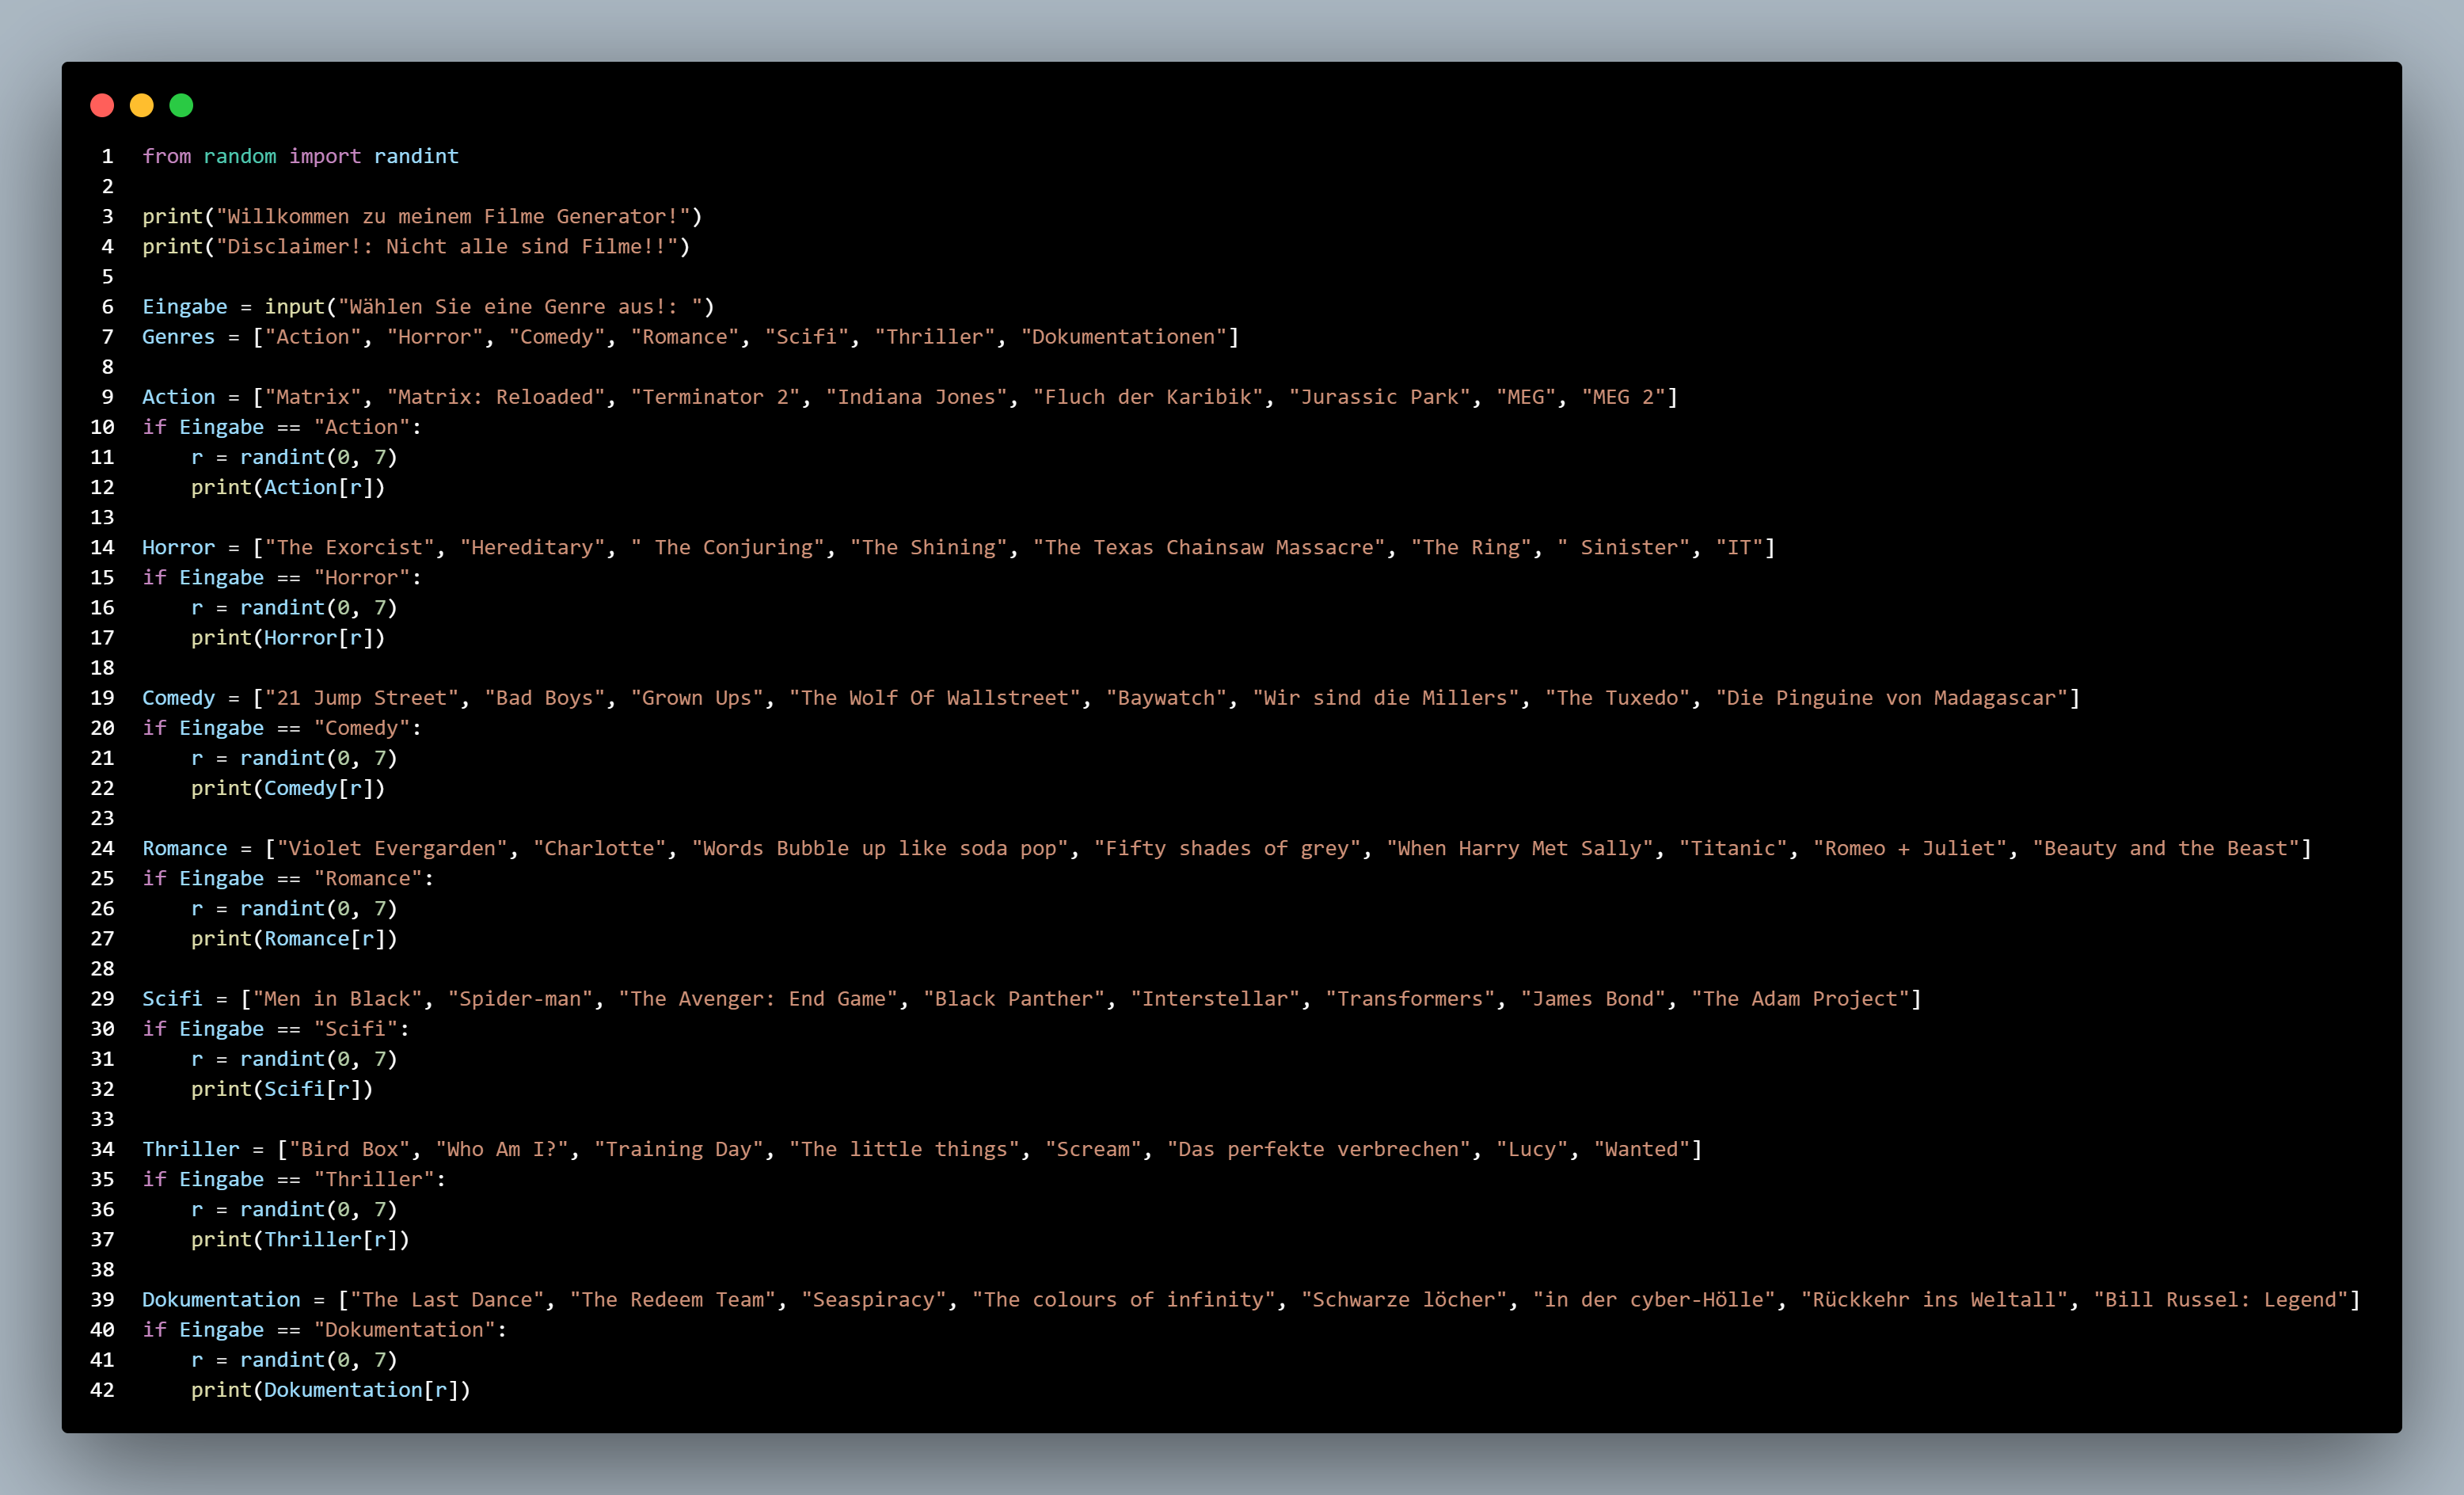 1 from random import randint
2
3 print("Willkommen zu meinem Filme Generator!")
4 print("Disclaimer!: Nicht alle sind Filme!!")
5
6 Eingabe = input("Wählen Sie eine Genre aus!: ")
7 Genres = ["Action", "Horror", "Comedy", "Romance", "Scifi", "Thriller", "Dokumentationen"]
8
9 Action = ["Matrix", "Matrix: Reloaded", "Terminator 2", "Indiana Jones", "Fluch der Karibik", "Jurassic Park", "MEG", "MEG 2"]
10 if Eingabe == "Action":
11     r = randint(0, 7)
12     print(Action[r])
13
14 Horror = ["The Exorcist", "Hereditary", " The Conjuring", "The Shining", "The Texas Chainsaw Massacre", "The Ring", " Sinister", "IT"]
15 if Eingabe == "Horror":
16     r = randint(0, 7)
17     print(Horror[r])
18
19 Comedy = ["21 Jump Street", "Bad Boys", "Grown Ups", "The Wolf Of Wallstreet", "Baywatch", "Wir sind die Millers", "The Tuxedo", "Die Pinguine von Madagascar"]
20 if Eingabe == "Comedy":
21     r = randint(0, 7)
22     print(Comedy[r])
23
24 Romance = ["Violet Evergarden", "Charlotte", "Words Bubble up like soda pop", "Fifty shades of grey", "When Harry Met Sally", "Titanic", "Romeo + Juliet", "Beauty and the Beast"]
25 if Eingabe == "Romance":
26     r = randint(0, 7)
27     print(Romance[r])
28
29 Scifi = ["Men in Black", "Spider-man", "The Avenger: End Game", "Black Panther", "Interstellar", "Transformers", "James Bond", "The Adam Project"]
30 if Eingabe == "Scifi":
31     r = randint(0, 7)
32     print(Scifi[r])
33
34 Thriller = ["Bird Box", "Who Am I?", "Training Day", "The little things", "Scream", "Das perfekte verbrechen", "Lucy", "Wanted"]
35 if Eingabe == "Thriller":
36     r = randint(0, 7)
37     print(Thriller[r])
38
39 Dokumentation = ["The Last Dance", "The Redeem Team", "Seaspiracy", "The colours of infinity", "Schwarze löcher", "in der cyber-Hölle", "Rückkehr ins Weltall", "Bill Russel: Legend"]
40 if Eingabe == "Dokumentation":
41     r = randint(0, 7)
42     print(Dokumentation[r])